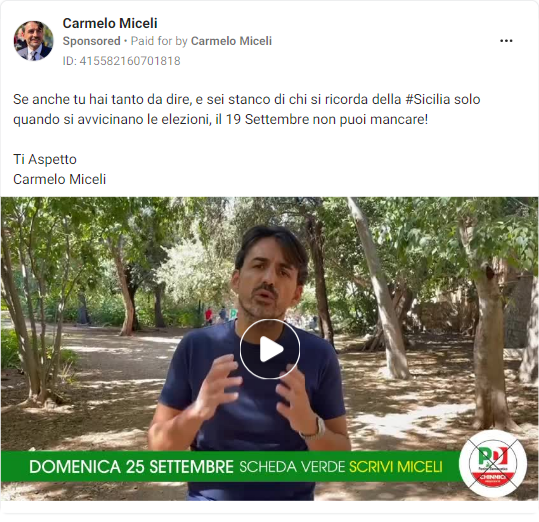 Carmelo Miceli
Sponsored • Paid for by Carmelo Miceli
ID: 415582160701818
Se anche tu hai tanto da dire, e sei stanco di chi si ricorda della #Sicilia solo
quando si avvicinano le elezioni, il 19 Settembre non puoi mancare!
Ti Aspetto
Carmelo Miceli
DOMENICA 25 SETTEMBRE SCHEDA VERDE SCRIVI MICELI
PD
CHINNICI